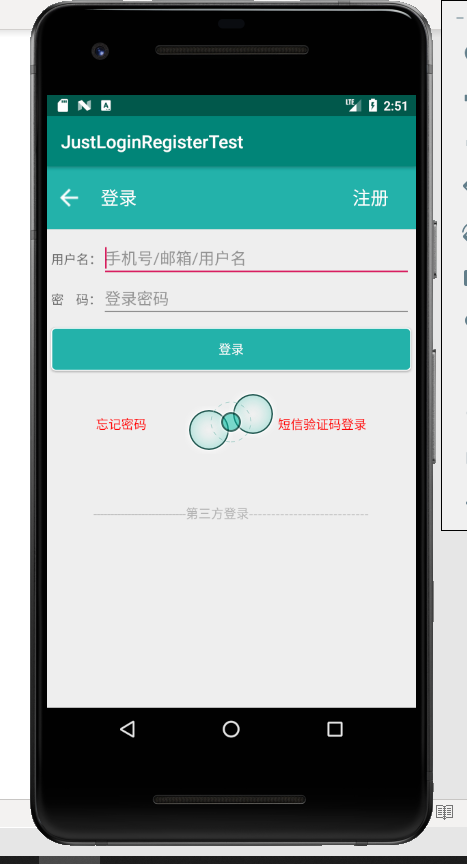 LTE 2:51
JustLoginRegisterTest
登录 注册
用户名： 手机号/邮箱/用户名
密 码： 登录密码
登录
忘记密码 短信验证码登录
———————第三方登录---------------------------